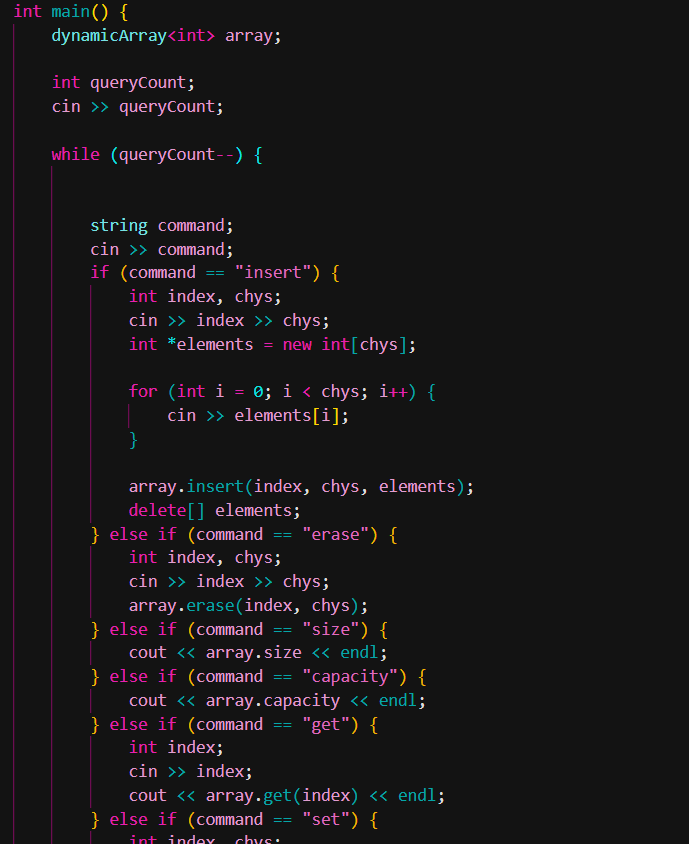 int main() {
    dynamicArray<int> array;

    int queryCount;
    cin >> queryCount;

    while (queryCount--) {


        string command;
        cin >> command;
        if (command == "insert") {
            int index, chys;
            cin >> index >> chys;
            int *elements = new int[chys];

            for (int i = 0; i < chys; i++) {
                cin >> elements[i];
            }

            array.insert(index, chys, elements);
            delete[] elements;
        } else if (command == "erase") {
            int index, chys;
            cin >> index >> chys;
            array.erase(index, chys);
        } else if (command == "size") {
            cout << array.size << endl;
        } else if (command == "capacity") {
            cout << array.capacity << endl;
        } else if (command == "get") {
            int index;
            cin >> index;
            cout << array.get(index) << endl;
        } else if (command == "set") {
            int index, chys;